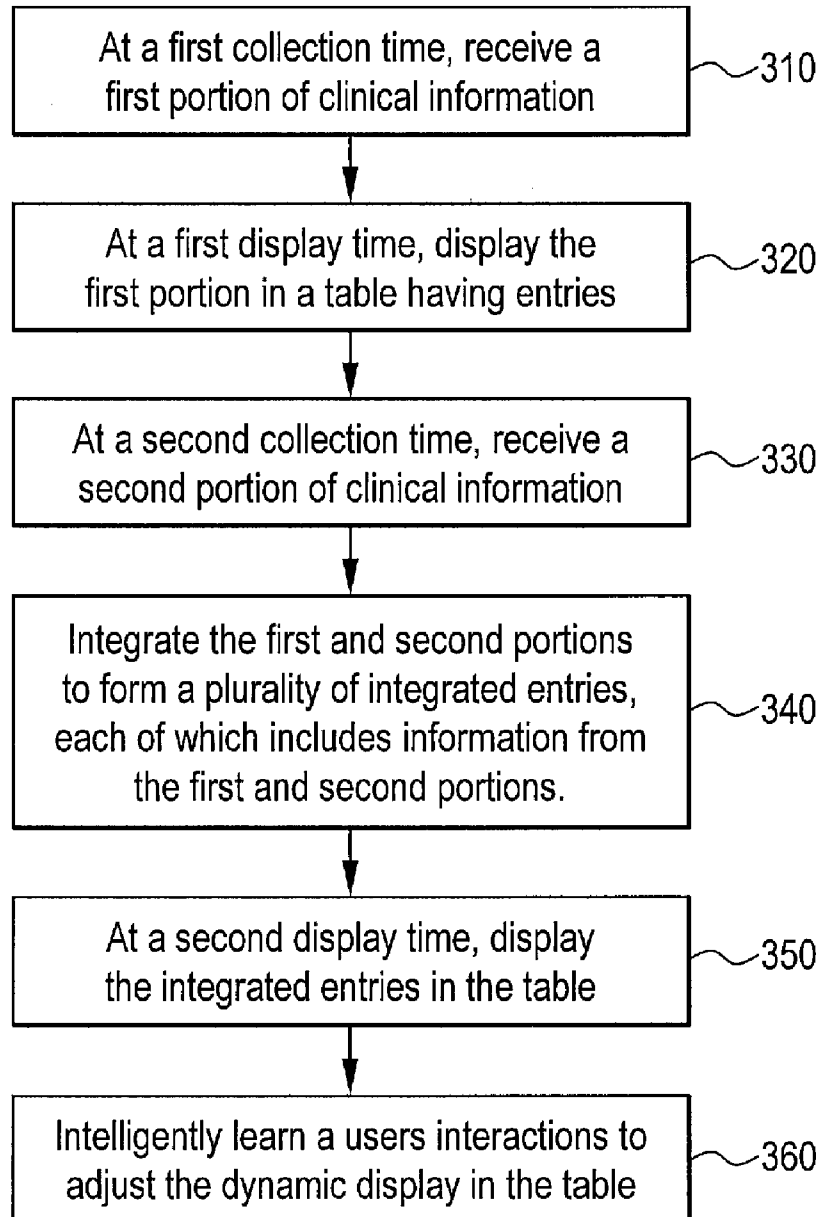 At a first collection time, receive a
first portion of clinical information
310
At a first display time, display the
first portion in a table having entries
320
At a second collection time, receive a
second portion of clinical information
330
Integrate the first and second portions
to form a plurality of integrated entries,
each of which includes information from
the first and second portions.
340
At a second display time, display
the integrated entries in the table
350
Intelligently learn a users interactions to
adjust the dynamic display in the table
360